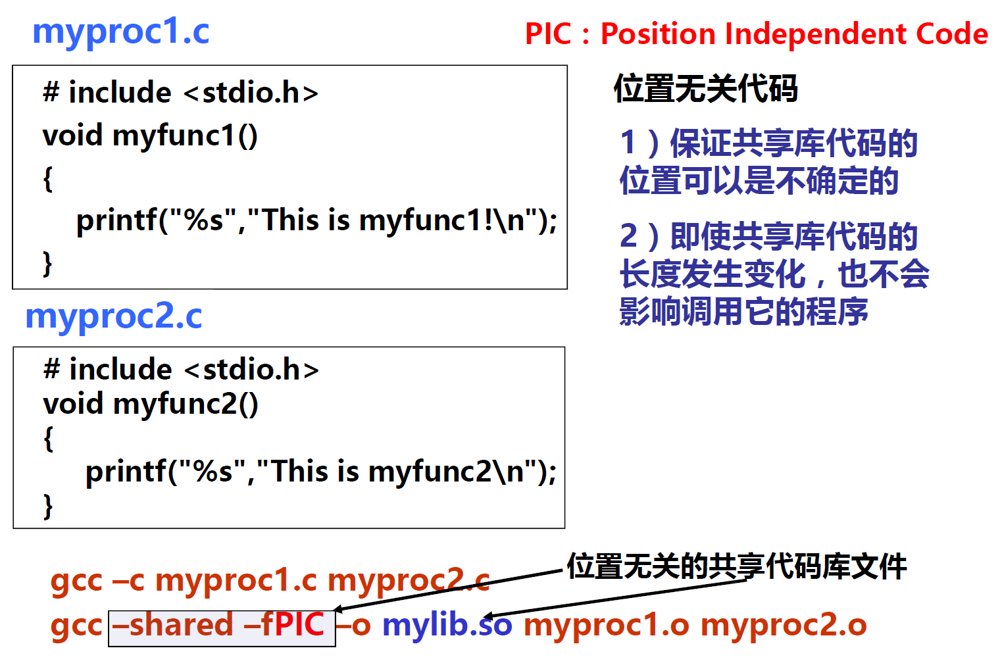 myproc1.c
# include <stdio.h>
void myfunc1()
{
printf("%s","This is myfunc1!\n");
}
myproc2.c
# include <stdio.h>
void myfunc2()
{
printf("%s","This is myfunc2\n");
}
PIC：Position Independent Code
位置无关代码
1）保证共享库代码的
位置可以是不确定的
2）即使共享库代码的
长度发生变化，也不会
影响调用它的程序
位置无关的共享代码库文件
gcc –c myproc1.c myproc2.c
gcc –shared –fPIC –o mylib.so myproc1.o myproc2.o